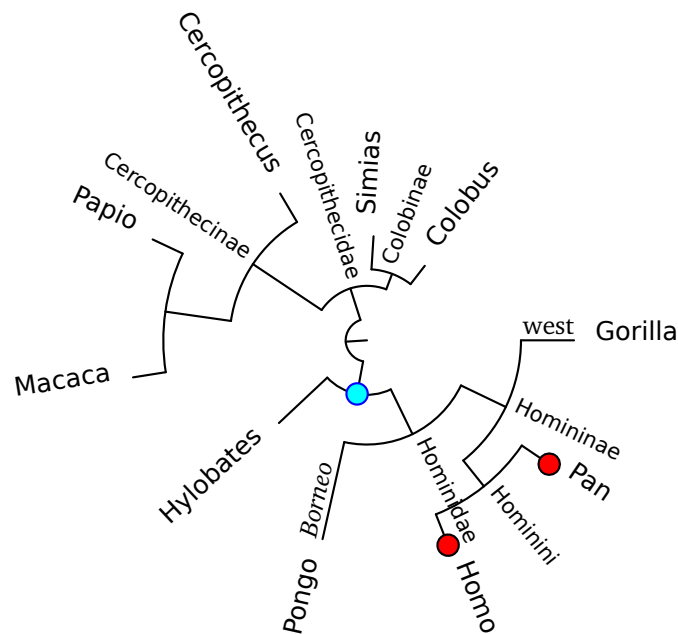 Cercopithecus
Cercopithecidae
Simias
Colobinae
Colobus
Cercopithecinae
Papio
Macaca
west
Gorilla
Homininae
Pan
Hominini
Hominidae
Homo
Borneo
Pongo
Hylobates